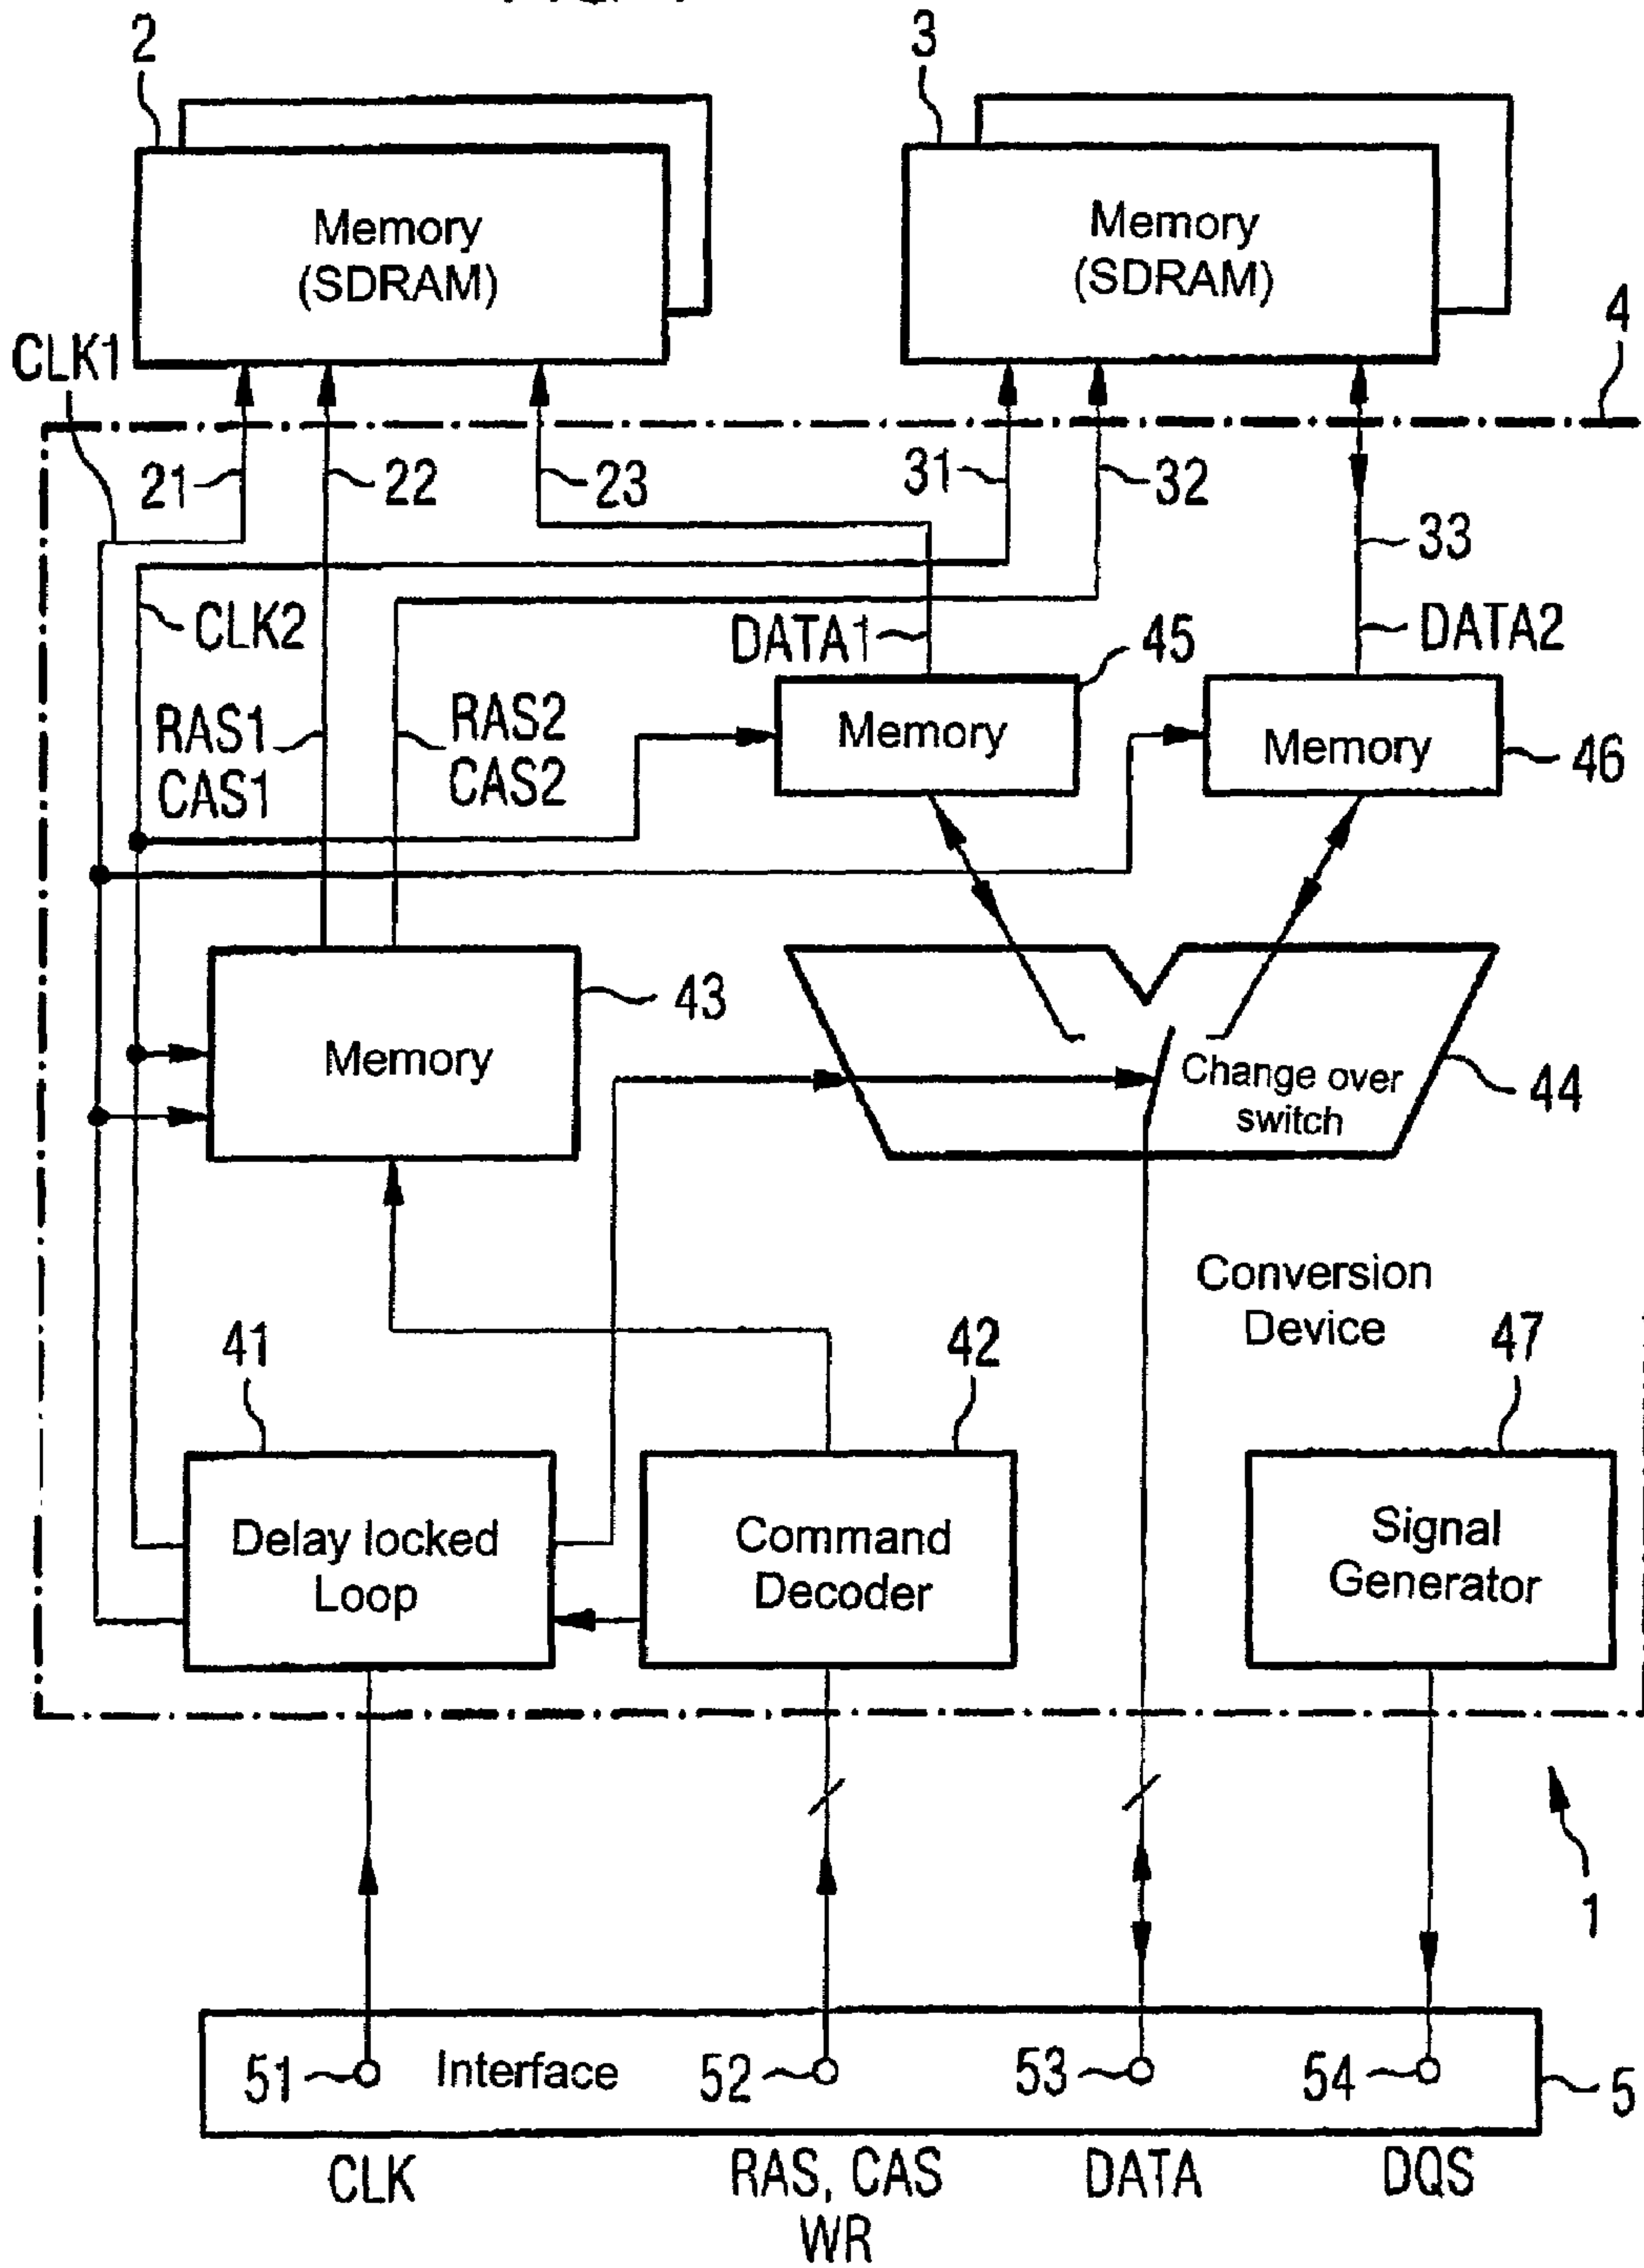 2
3
Memory
(SDRAM)
Memory
(SDRAM)
4
CLK1
21
22
23
31
32
33
CLK2
DATA1
DATA2
45
RAS1
CAS1
RAS2
CAS2
Memory
Memory
46
43
Memory
Change over
switch
44
Conversion
Device
41
42
47
Delay locked
Loop
Command
Decoder
Signal
Generator
1
51
Interface
52
53
54
5
CLK
RAS, CAS
WR
DATA
DQS